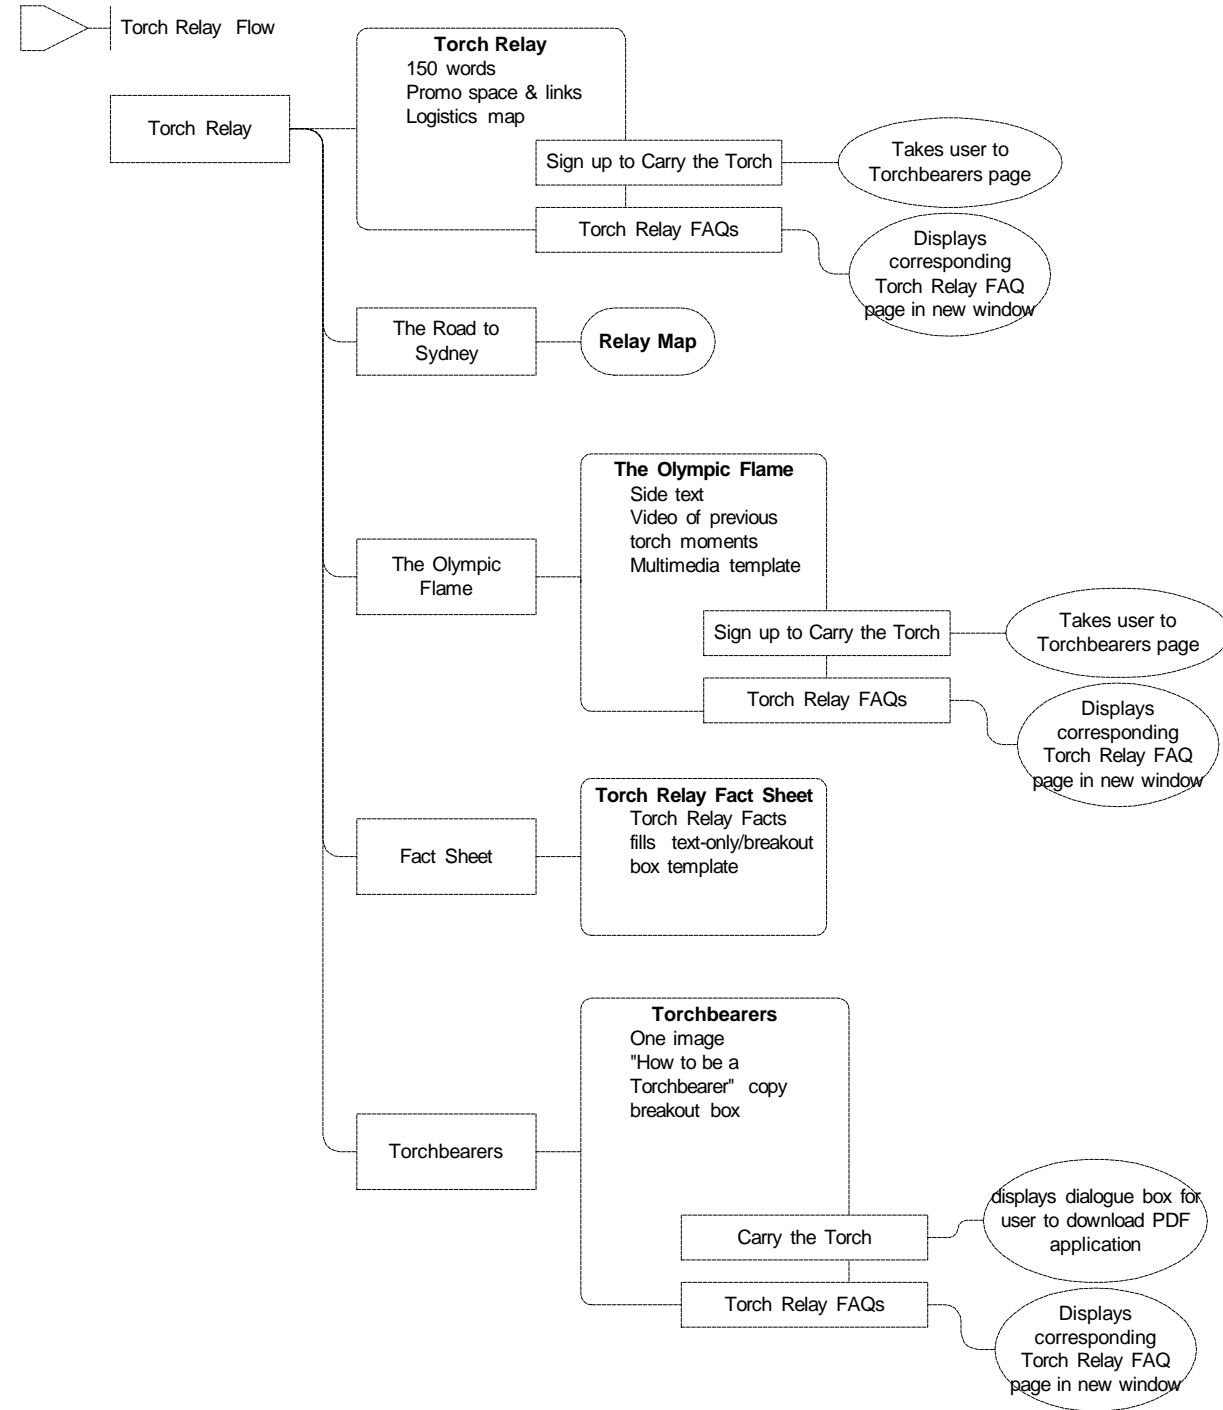 Torch Relay Flow
Torch Relay
Torch Relay
150 words
Promo space & links
Logistics map
Sign up to Carry the Torch
Takes user to
Torchbearers page
Torch Relay FAQs
Displays
corresponding
Torch Relay FAQ
page in new window
The Road to
Sydney
Relay Map
The Olympic
Flame
The Olympic Flame
Side text
Video of previous
torch moments
Multimedia template
Sign up to Carry the Torch
Takes user to
Torchbearers page
Torch Relay FAQs
Displays
corresponding
Torch Relay FAQ
page in new window
Fact Sheet
Torch Relay Fact Sheet
Torch Relay Facts
fills text-only/breakout
box template
Torchbearers
Torchbearers
One image
"How to be a
Torchbearer" copy
breakout box
Carry the Torch
displays dialogue box for
user to download PDF
application
Torch Relay FAQs
Displays
corresponding
Torch Relay FAQ
page in new window